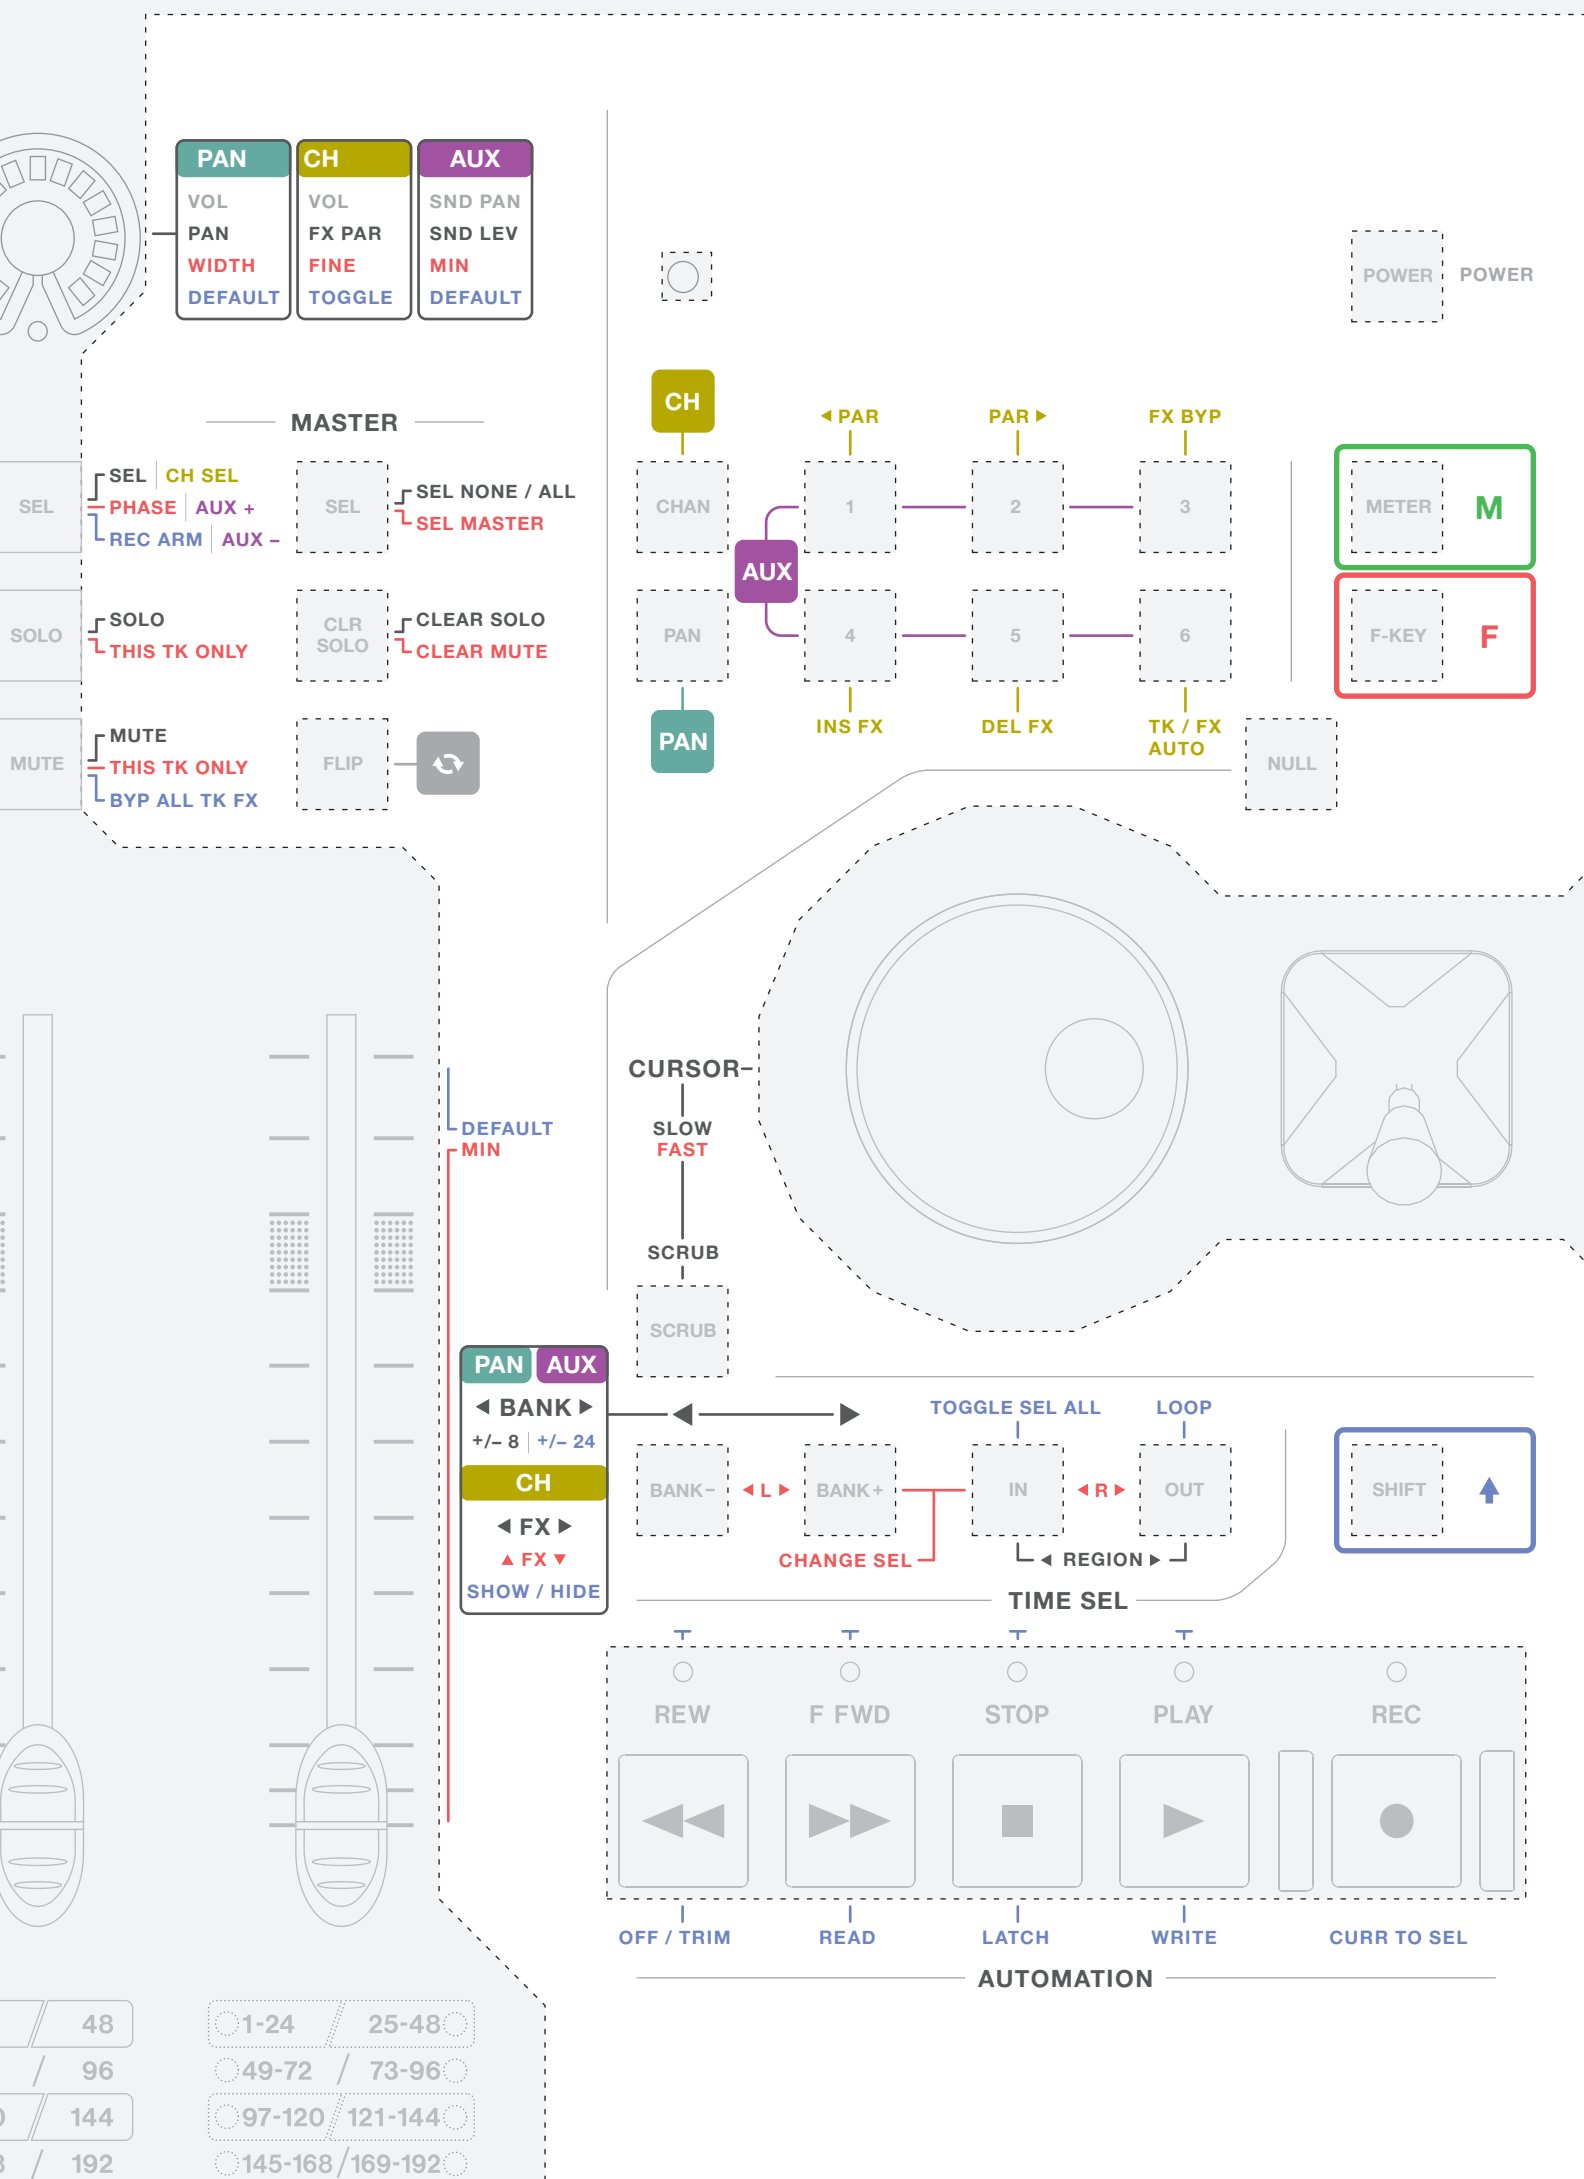 PAN CH AUX
VOL VOL SND PAN
PAN FX PAR SND LEV
WIDTH FINE MIN
DEFAULT TOGGLE DEFAULT
POWER POWER
CH
MASTER
◀ PAR PAR ▶ FX BYP
SEL SEL CH SEL
PHASE AUX +
REC ARM AUX –
SEL SEL NONE / ALL
SEL MASTER
CHAN 1 2 3
METER M
AUX
SOLO SOLO
THIS TK ONLY
CLR
SOLO
CLEAR SOLO
CLEAR MUTE
PAN 4 5 6
F-KEY F
PAN
INS FX DEL FX TK / FX
AUTO
MUTE MUTE
THIS TK ONLY
BYP ALL TK FX
FLIP
NULL
CURSOR–
SLOW
FAST
DEFAULT
MIN
SCRUB
SCRUB
PAN AUX
◀ BANK ▶
+/– 8 +/– 24
CH
◀ FX ▶
▲ FX ▼
SHOW / HIDE
TOGGLE SEL ALL LOOP
BANK– ◀ L ▶ BANK+ IN ◀ R ▶ OUT
SHIFT
CHANGE SEL ◀ REGION ▶
TIME SEL
REW F FWD STOP PLAY REC
OFF / TRIM READ LATCH WRITE CURR TO SEL
AUTOMATION
/ 48 1-24 / 25-48
/ 96 49-72 / 73-96
/ 144 97-120 / 121-144
/ 192 145-168 / 169-192